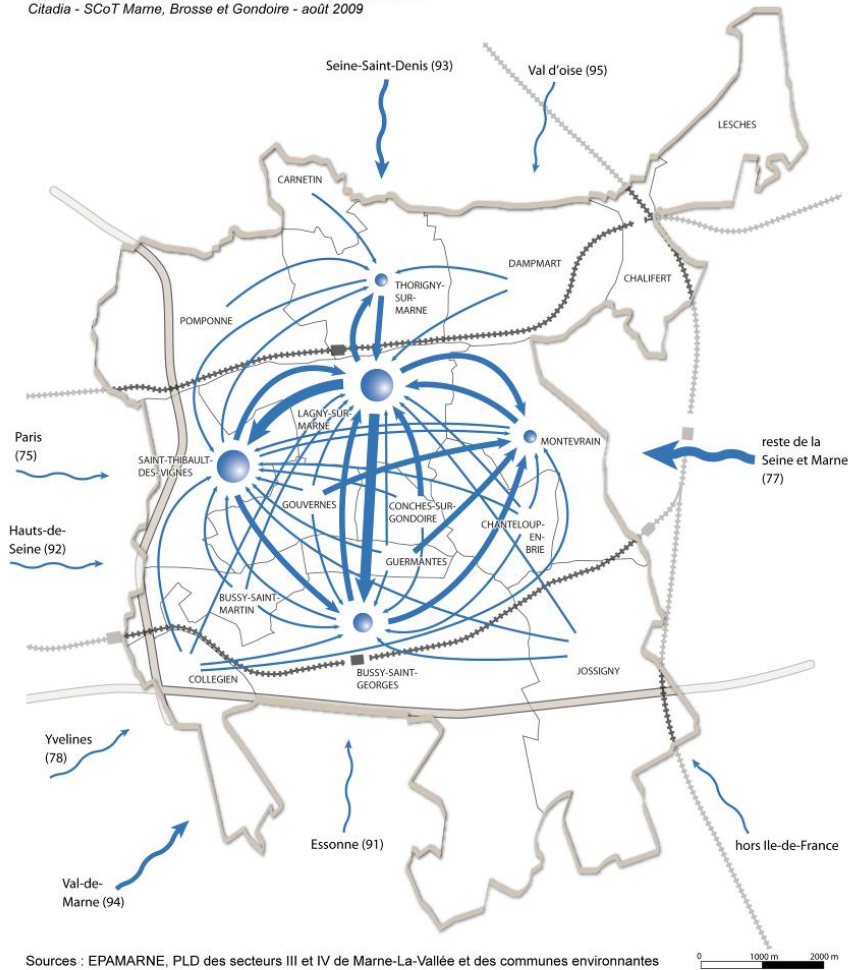 Citadia - SCoT Marne, Brosse et Gondoire - août 2009
Seine-Saint-Denis (93)
Val d'oise (95)
LESCHES
CARNETIN
DAMPMART
CHALIFERT
THORIGNY-
SUR-
MARNE
POMPONNE
LAGNY-SUR-
MARNE
MONTEVRAIN
Paris
(75)
SAINT-THIBAULT-
DES-VIGNES
reste de la
Seine et Marne
(77)
GOUVERNES
CONCHES-SUR-
GONDOIRE
CHANTELOUP-
EN-
BRIE
Hauts-de-
Seine (92)
GUERMANTES
BUSSY-SAINT-
MARTIN
COLLEGIEN
BUSSY-SAINT-
GEORGES
JOSSIGNY
Yvelines
(78)
Essonne (91)
hors Ile-de-France
Val-de-
Marne (94)
Sources : EPAMARNE, PLD des secteurs III et IV de Marne-La-Vallée et des communes environnantes
0 1000 m 2000 m